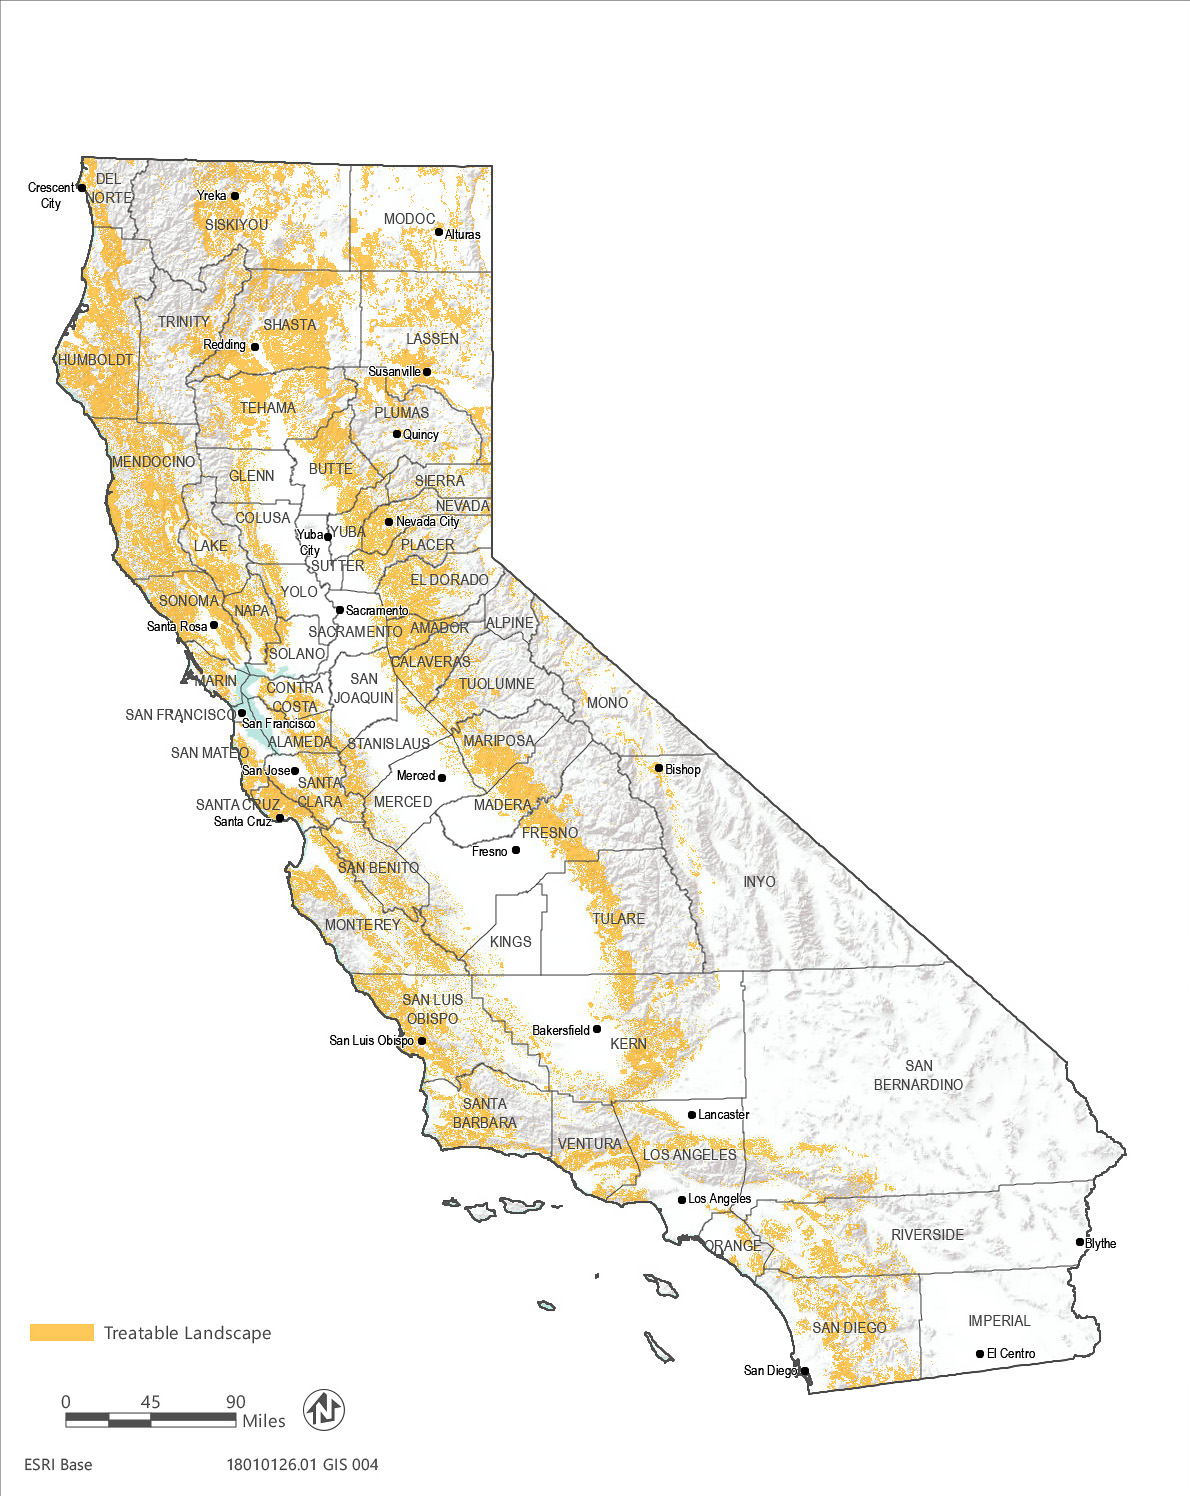 DEL
NORTE
Crescent
City
Yreka
SISKIYOU
MODOC
Alturas
TRINITY
SHASTA
Redding
LASSEN
HUMBOLDT
Susanville
TEHAMA
PLUMAS
Quincy
MENDOCINO
GLENN
BUTTE
SIERRA
NEVADA
COLUSA
Nevada City
Yuba
City
YUBA
LAKE
PLACER
SUTTER
EL DORADO
YOLO
SONOMA
NAPA
Sacramento
Santa Rosa
SACRAMENTO
AMADOR
ALPINE
SOLANO
CALAVERAS
MARIN
CONTRA
COSTA
SAN
JOAQUIN
TUOLUMNE
MONO
SAN FRANCISCO
San Francisco
ALAMEDA
STANISLAUS
MARIPOSA
SAN MATEO
San Jose
SANTA
CLARA
Merced
Bishop
SANTA CRUZ
Santa Cruz
MERCED
MADERA
FRESNO
Fresno
SAN BENITO
INYO
MONTEREY
TULARE
KINGS
SAN LUIS
OBISPO
San Luis Obispo
Bakersfield
KERN
SAN
BERNARDINO
SANTA
BARBARA
Lancaster
VENTURA
LOS ANGELES
Los Angeles
ORANGE
RIVERSIDE
Blythe
SAN DIEGO
IMPERIAL
San Diego
El Centro
Treatable Landscape
0 45 90
Miles
N
ESRI Base 18010126.01 GIS 004